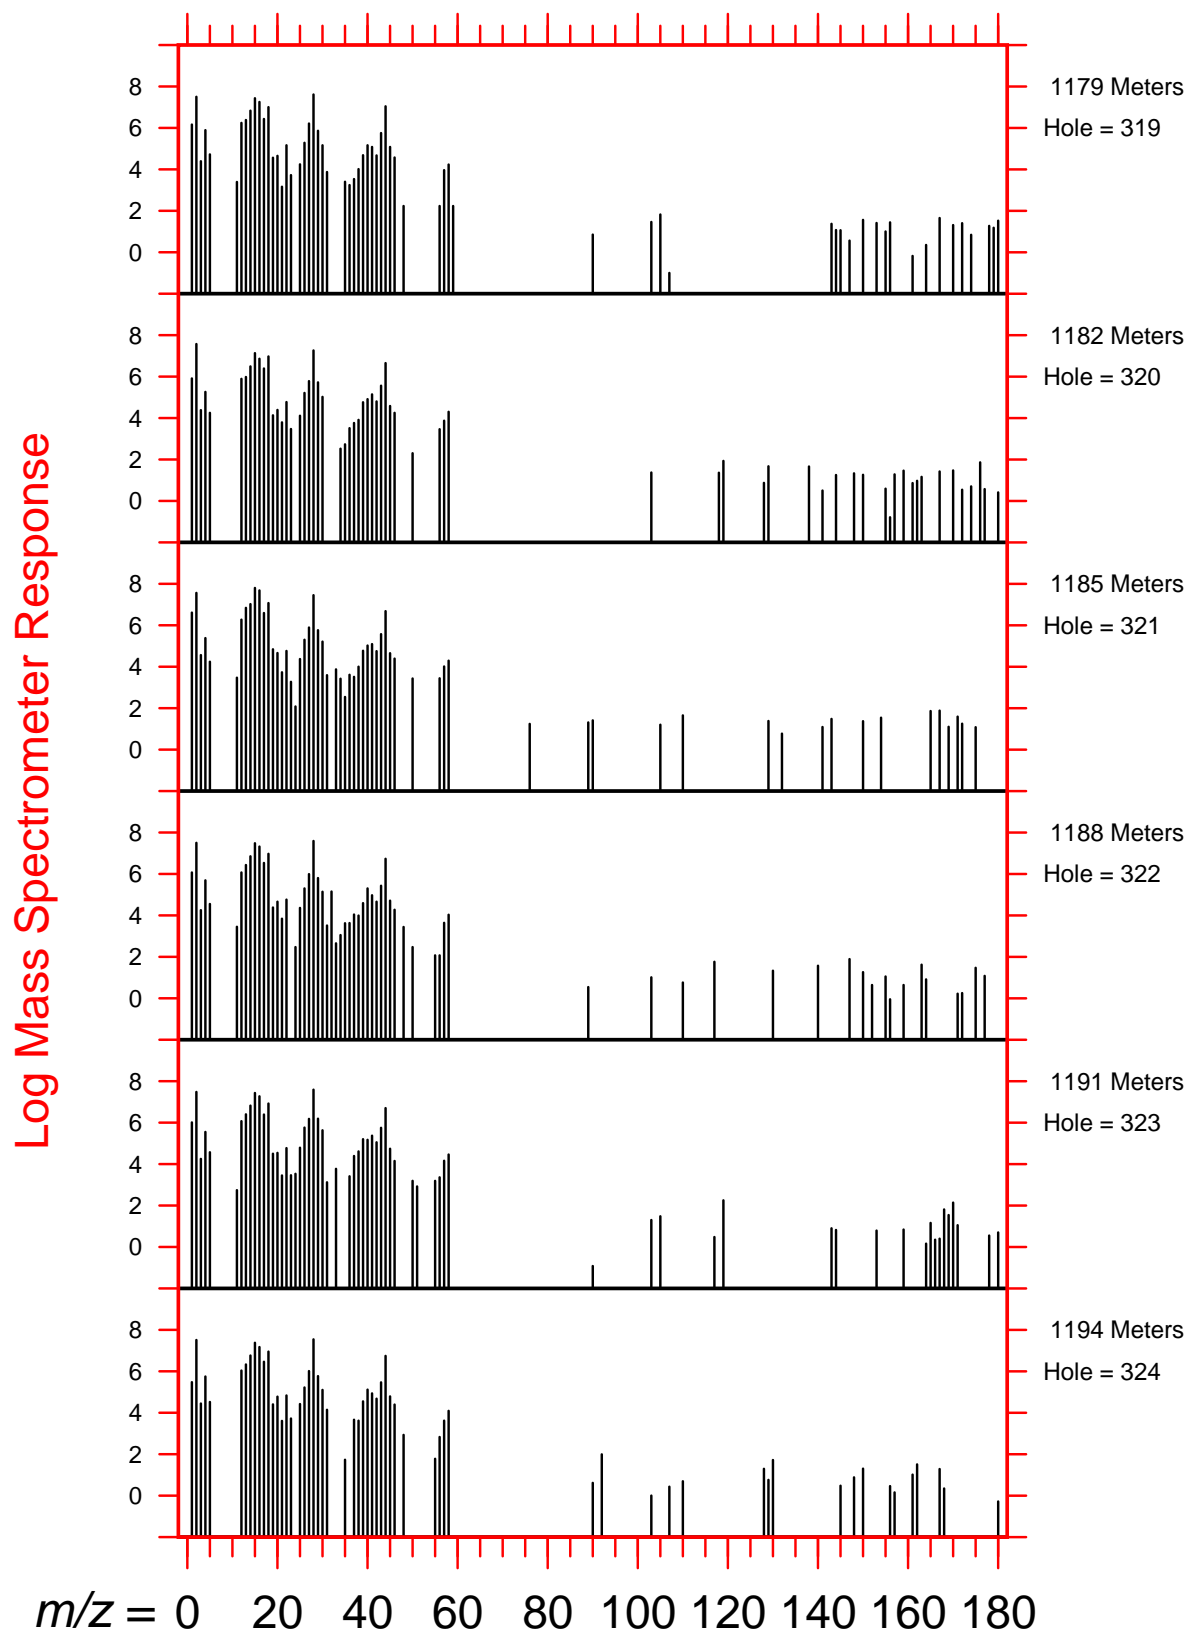 Log Mass Spectrometer Response
8
6
4
2
0
1179 Meters
Hole = 319
8
6
4
2
0
1182 Meters
Hole = 320
8
6
4
2
0
1185 Meters
Hole = 321
8
6
4
2
0
1188 Meters
Hole = 322
8
6
4
2
0
1191 Meters
Hole = 323
8
6
4
2
0
1194 Meters
Hole = 324
m/z = 0 20 40 60 80 100 120 140 160 180